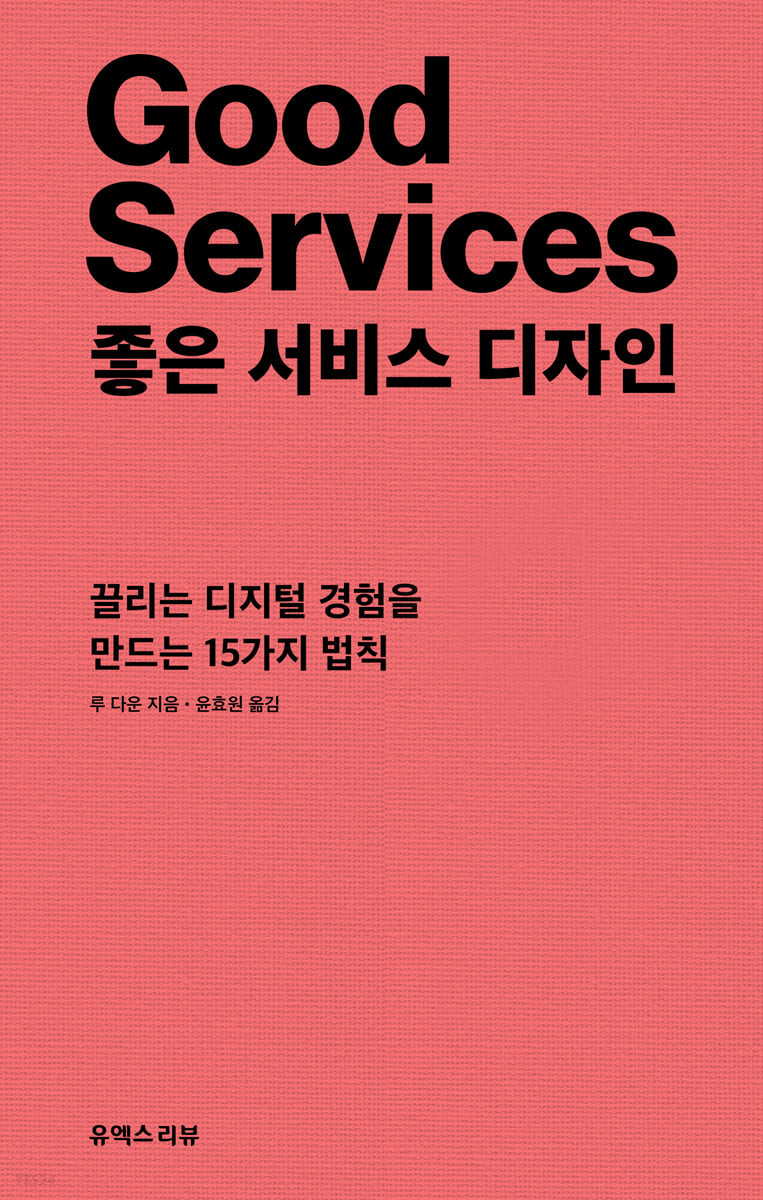 Good
Services
좋은 서비스 디자인
끌리는 디지털 경험을
만드는 15가지 법칙
루 다운 지음 • 윤효원 옮김
유엑스리뷰